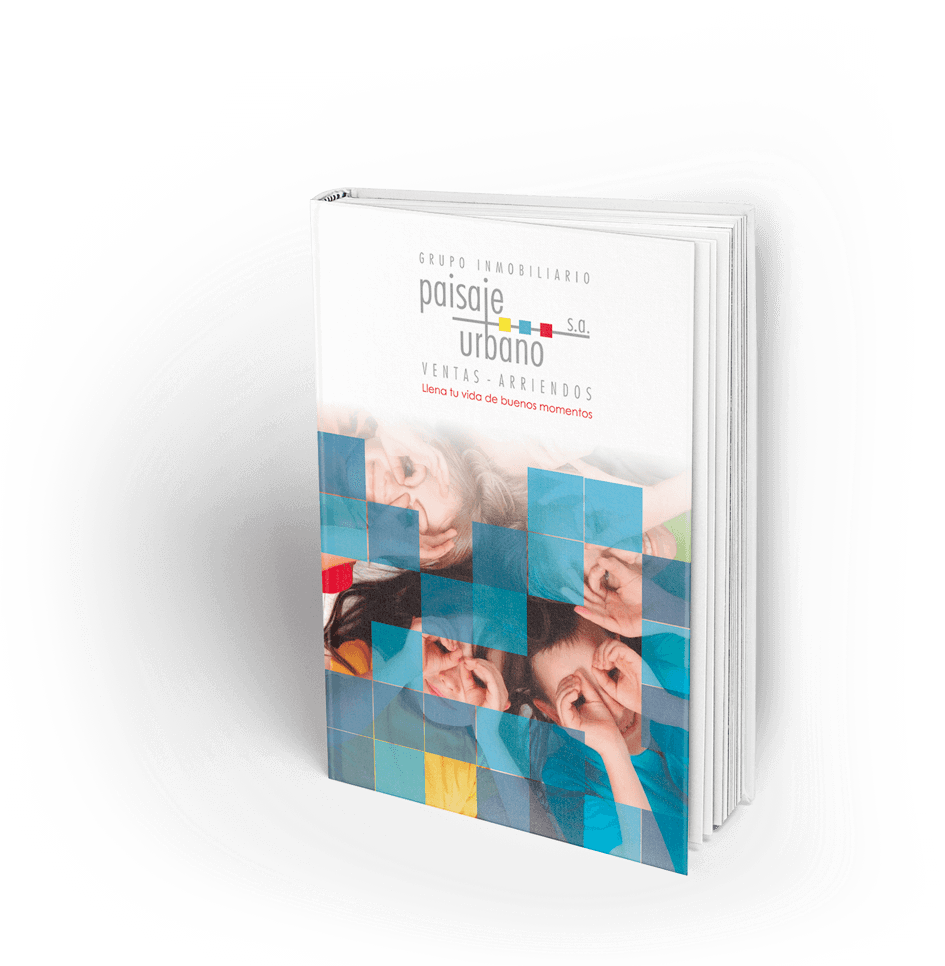 GRUPO INMOBILIARIO
paisaje
urbano s.a.
VENTAS - ARRIENDOS
Llena tu vida de buenos momentos